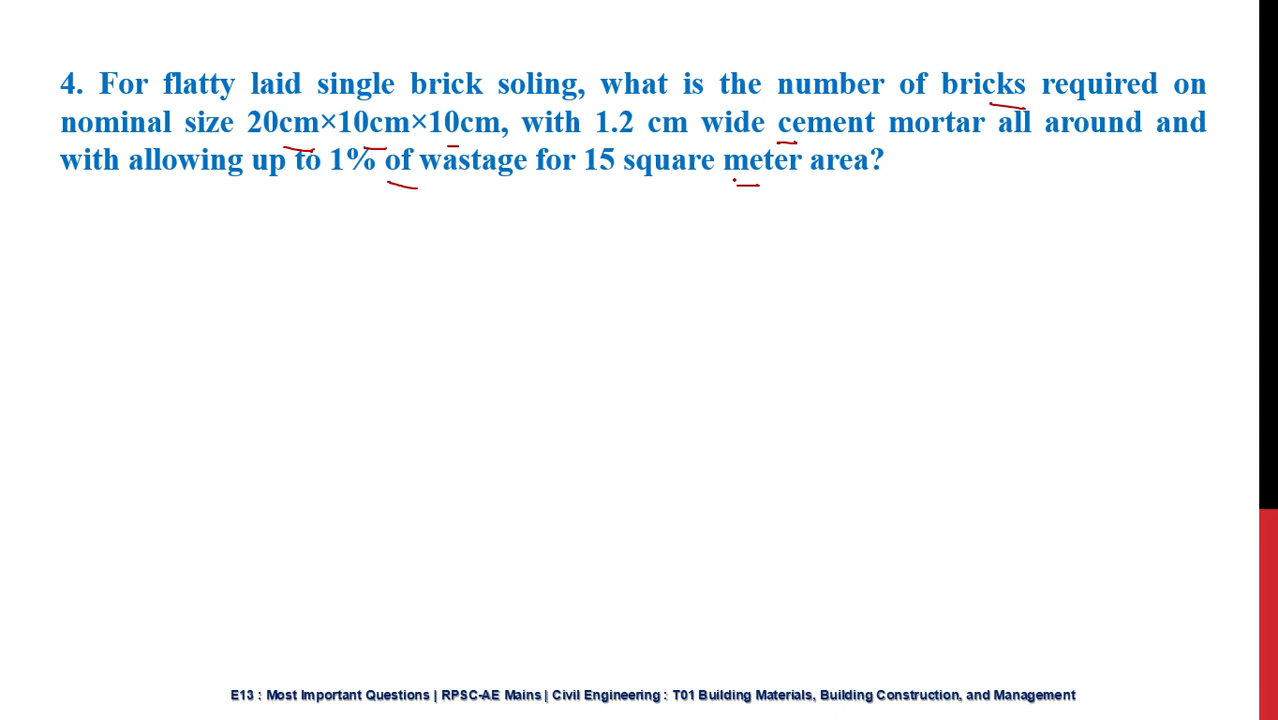 4. For flatty laid single brick soling, what is the number of bricks required on
nominal size 20cm×10cm×10cm, with 1.2 cm wide cement mortar all around and
with allowing up to 1% of wastage for 15 square meter area?
E13 : Most Important Questions | RPSC-AE Mains | Civil Engineering : T01 Building Materials, Building Construction, and Management